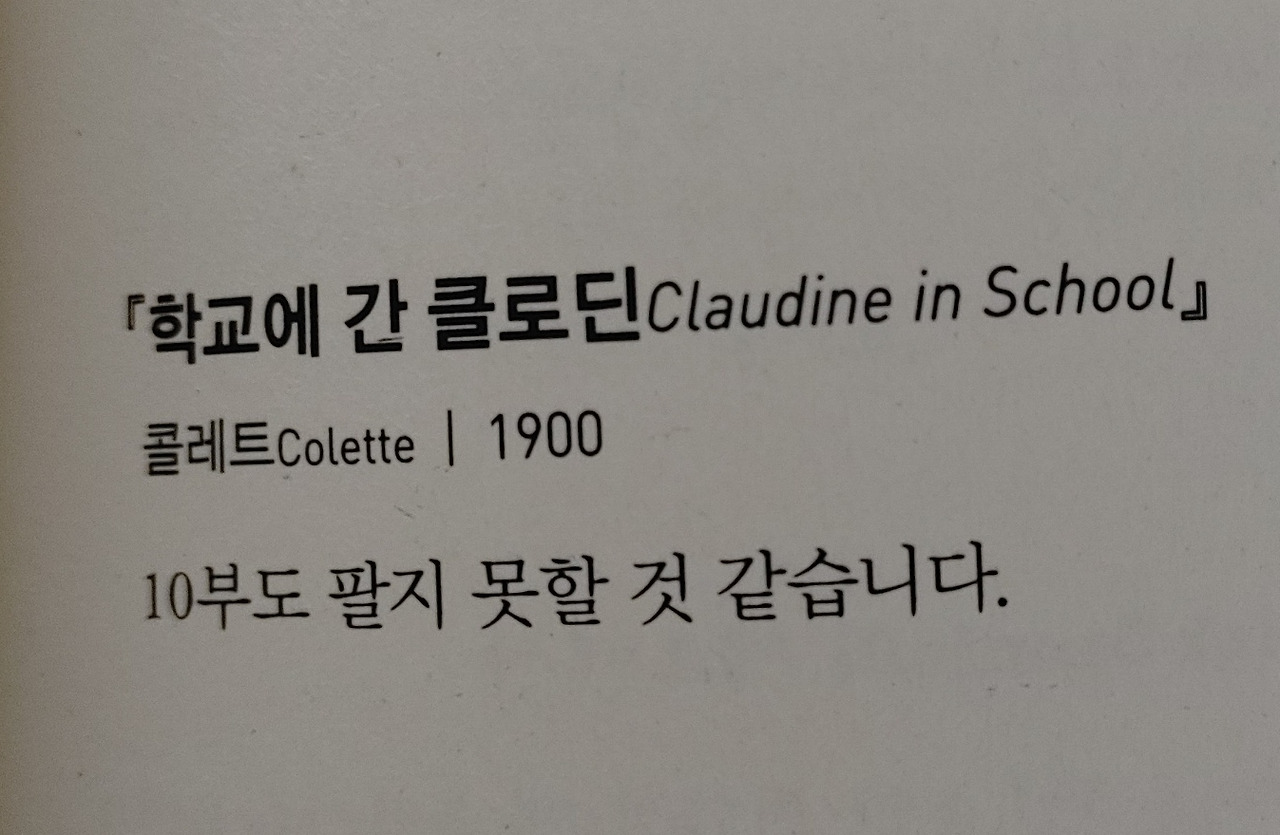 『학교에 간 클로딘Claudine in School』
콜레트Colette | 1900
10부도 팔지 못할 것 같습니다.